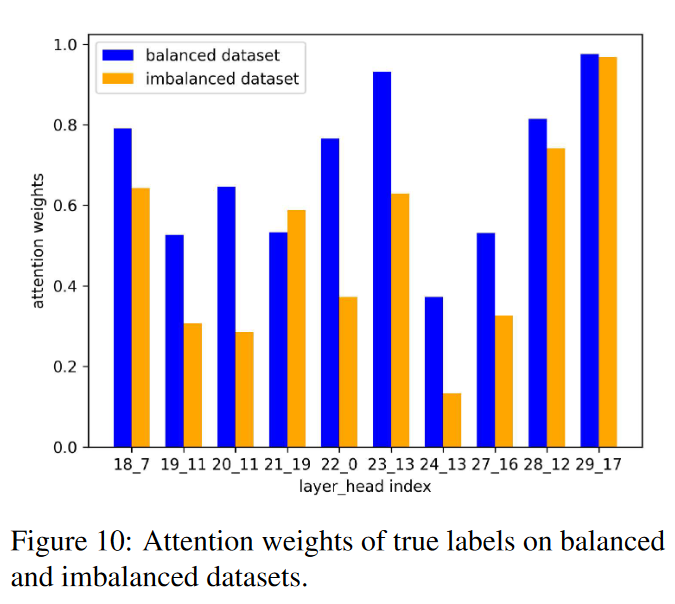 balanced dataset
imbalanced dataset
attention weights
1.0
0.8
0.6
0.4
0.2
0.0
18_7 19_11 20_11 21_19 22_0 23_13 24_13 27_16 28_12 29_17
layer_head index
Figure 10: Attention weights of true labels on balanced
and imbalanced datasets.